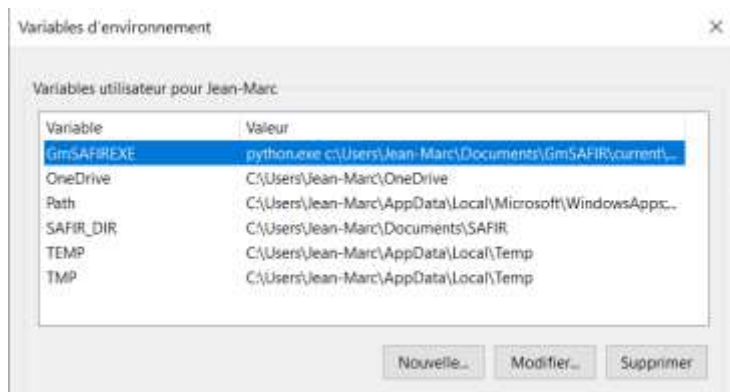 Variables d'environnement
Variables utilisateur pour Jean-Marc
Variable Valeur
GmSAFIREXE python.exe c:\Users\Jean-Marc\Documents\GmSAFIR\current\...
OneDrive C:\Users\Jean-Marc\OneDrive
Path C:\Users\Jean-Marc\AppData\Local\Microsoft\WindowsApps;...
SAFIR_DIR C:\Users\Jean-Marc\Documents\SAFIR
TEMP C:\Users\Jean-Marc\AppData\Local\Temp
TMP C:\Users\Jean-Marc\AppData\Local\Temp
Nouvelle... Modifier... Supprimer